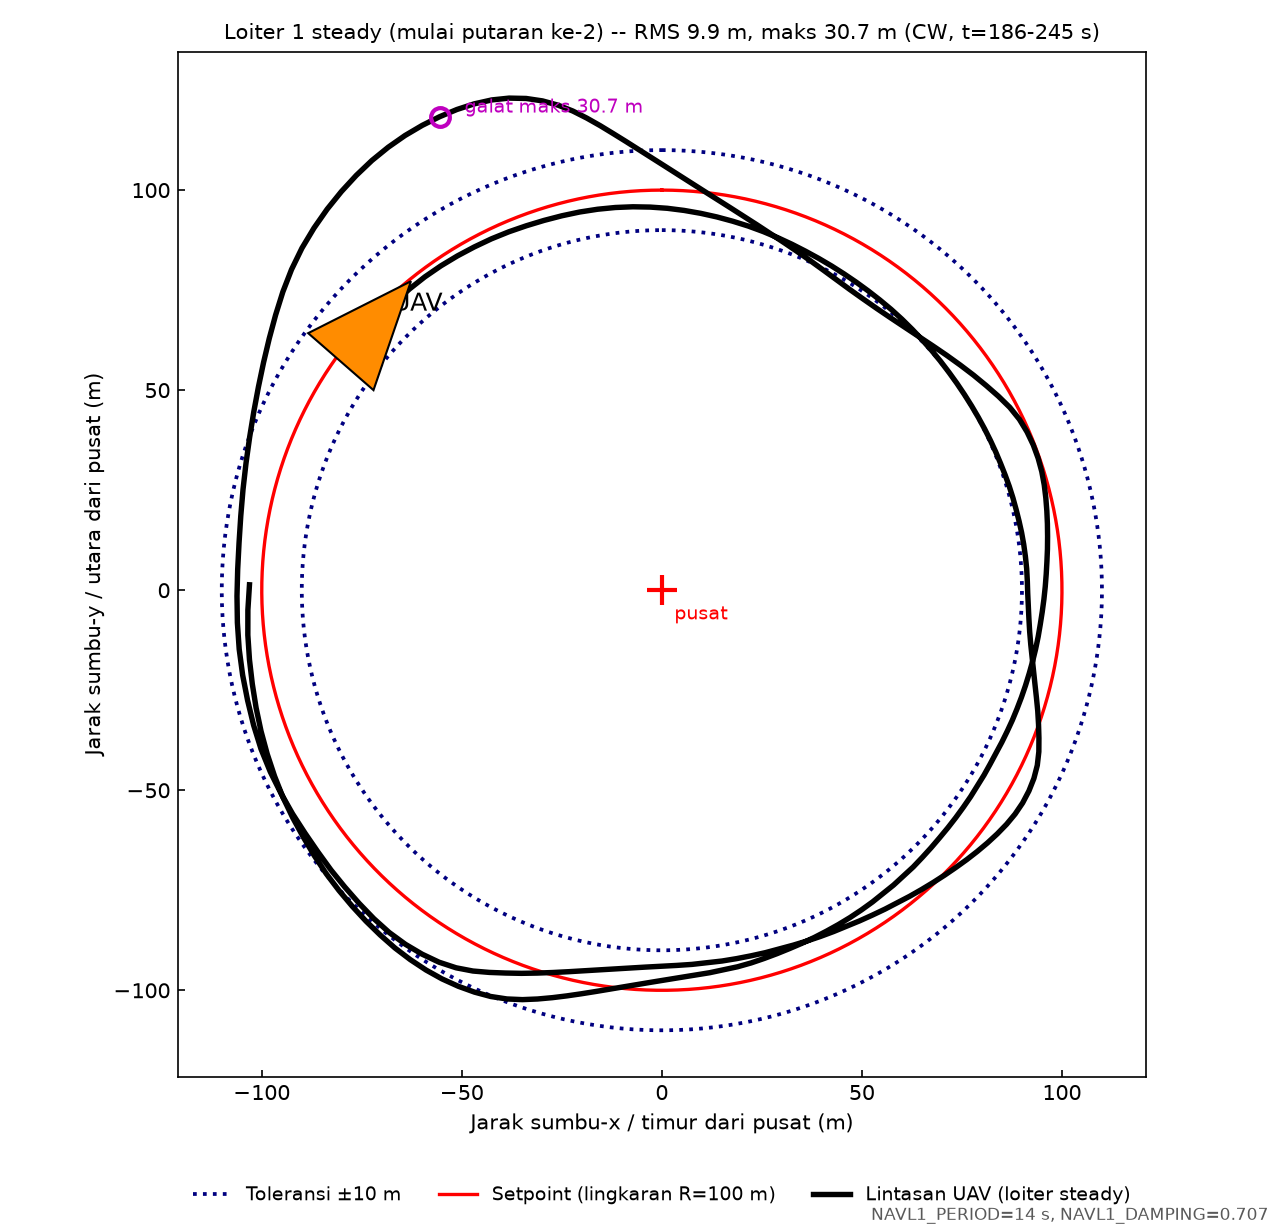 Loiter 1 steady (mulai putaran ke-2) -- RMS 9.9 m, maks 30.7 m (CW, t=186-245 s)
galat maks 30.7 m
UAV
pusat
100
50
0
−50
−100
Jarak sumbu-y / utara dari pusat (m)
−100
−50
0
50
100
Jarak sumbu-x / timur dari pusat (m)
Toleransi ±10 m
Setpoint (lingkaran R=100 m)
Lintasan UAV (loiter steady)
NAVL1_PERIOD=14 s, NAVL1_DAMPING=0.707